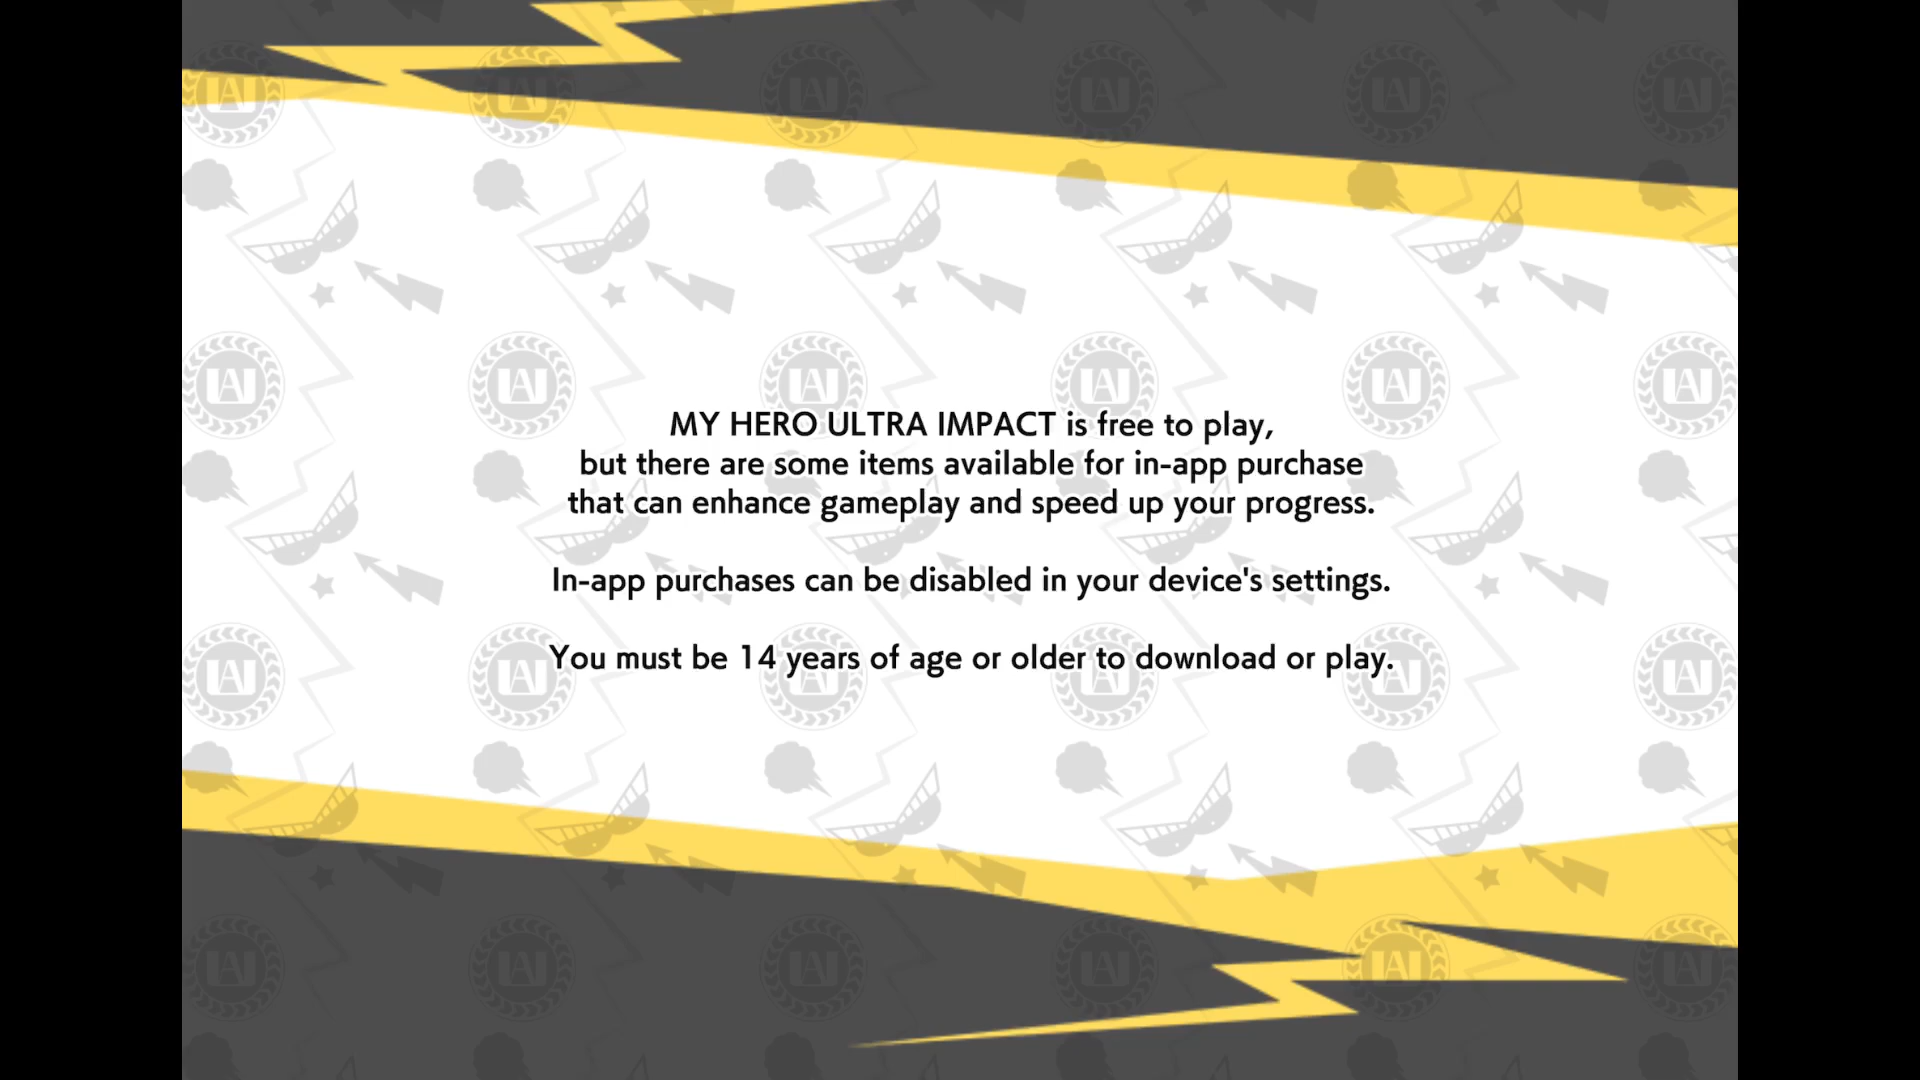 MY HERO ULTRA IMPACT is free to play,
but there are some items available for in-app purchase
that can enhance gameplay and speed up your progress.
In-app purchases can be disabled in your device's settings.
You must be 14 years of age or older to download or play.